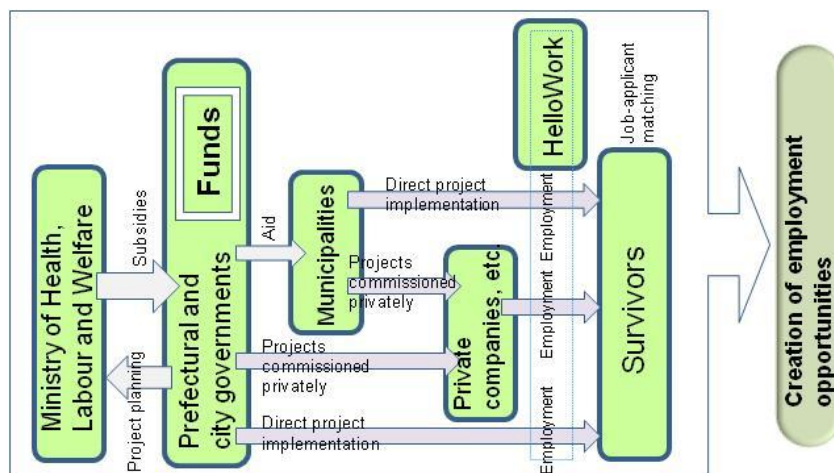 Ministry of Health,
Labour and Welfare
Subsidies
Project planning
Prefectural and
city governments
Funds
Aid
Municipalities
Direct project
implementation
Projects
commissioned
privately
Projects
commissioned
privately
Direct project
implementation
Private
companies, etc.
HelloWork
Employment
Employment
Employment
Job-applicant
matching
Survivors
Creation of employment
opportunities